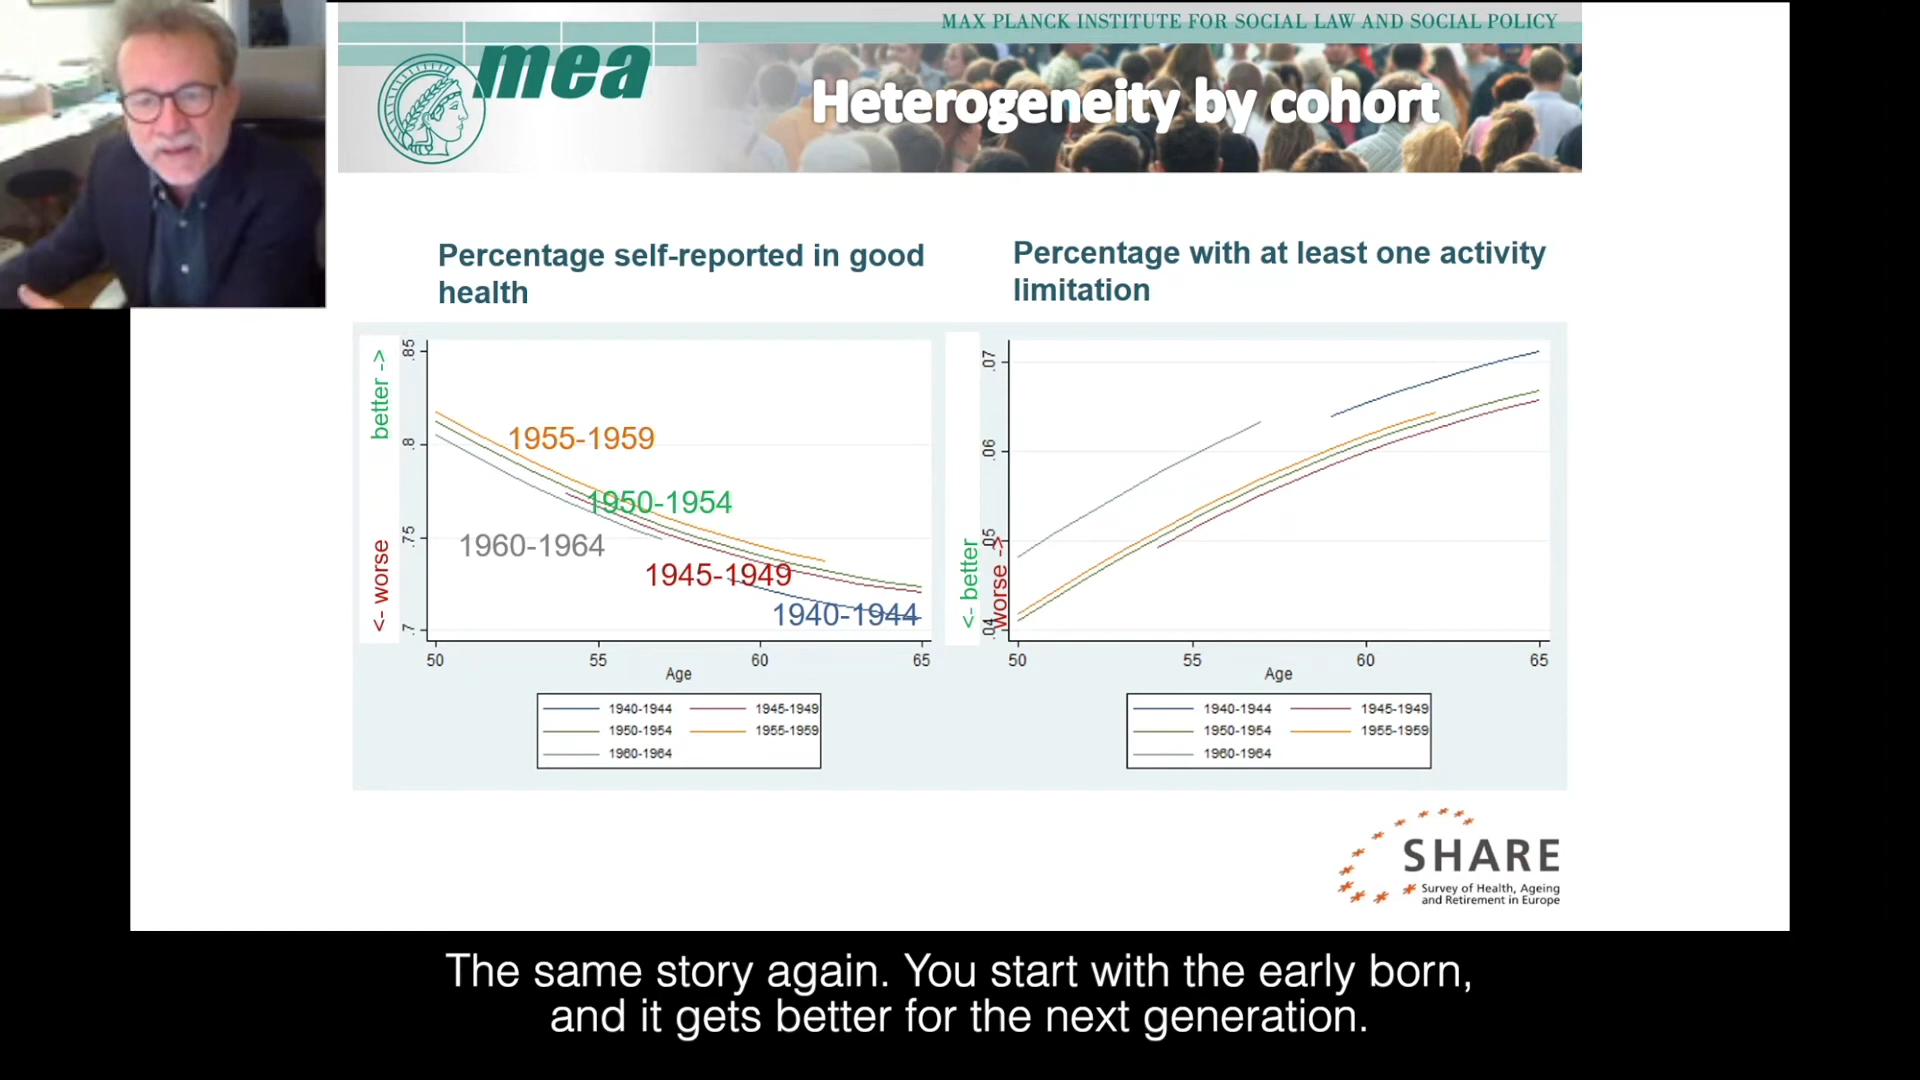 MAX PLANCK INSTITUTE FOR SOCIAL LAW AND SOCIAL POLICY
mea
Heterogeneity by cohort
Percentage self-reported in good
health
better ->
<- worse
.85
.8
.75
.7
1955-1959
1950-1954
1960-1964
1945-1949
1940-1944
50 55 60 65
Age
1940-1944 1945-1949
1950-1954 1955-1959
1960-1964
Percentage with at least one activity
limitation
<- better
worse ->
.07
.06
.05
.04
50 55 60 65
Age
1940-1944 1945-1949
1950-1954 1955-1959
1960-1964
SHARE
Survey of Health, Ageing
and Retirement in Europe
The same story again. You start with the early born,
and it gets better for the next generation.